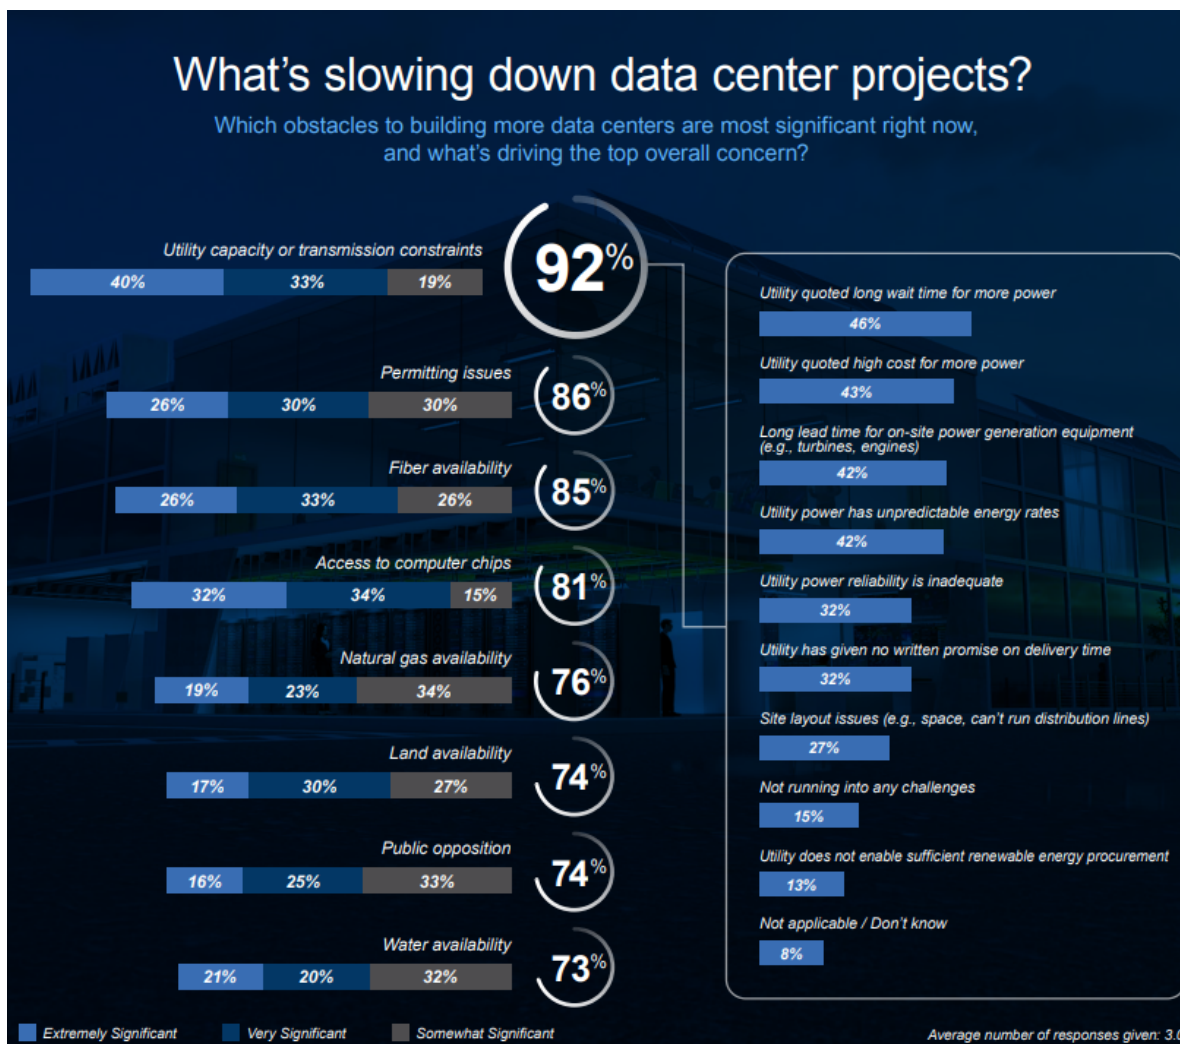 What's slowing down data center projects?
Which obstacles to building more data centers are most significant right now,
and what's driving the top overall concern?
Utility capacity or transmission constraints
40% 33% 19%
92%
Permitting issues
26% 30% 30%
86%
Fiber availability
26% 33% 26%
85%
Access to computer chips
32% 34% 15%
81%
Natural gas availability
19% 23% 34%
76%
Land availability
17% 30% 27%
74%
Public opposition
16% 25% 33%
74%
Water availability
21% 20% 32%
73%
Utility quoted long wait time for more power
46%
Utility quoted high cost for more power
43%
Long lead time for on-site power generation equipment
(e.g., turbines, engines)
42%
Utility power has unpredictable energy rates
42%
Utility power reliability is inadequate
32%
Utility has given no written promise on delivery time
32%
Site layout issues (e.g., space, can't run distribution lines)
27%
Not running into any challenges
15%
Utility does not enable sufficient renewable energy procurement
13%
Not applicable / Don't know
8%
Extremely Significant Very Significant Somewhat Significant
Average number of responses given: